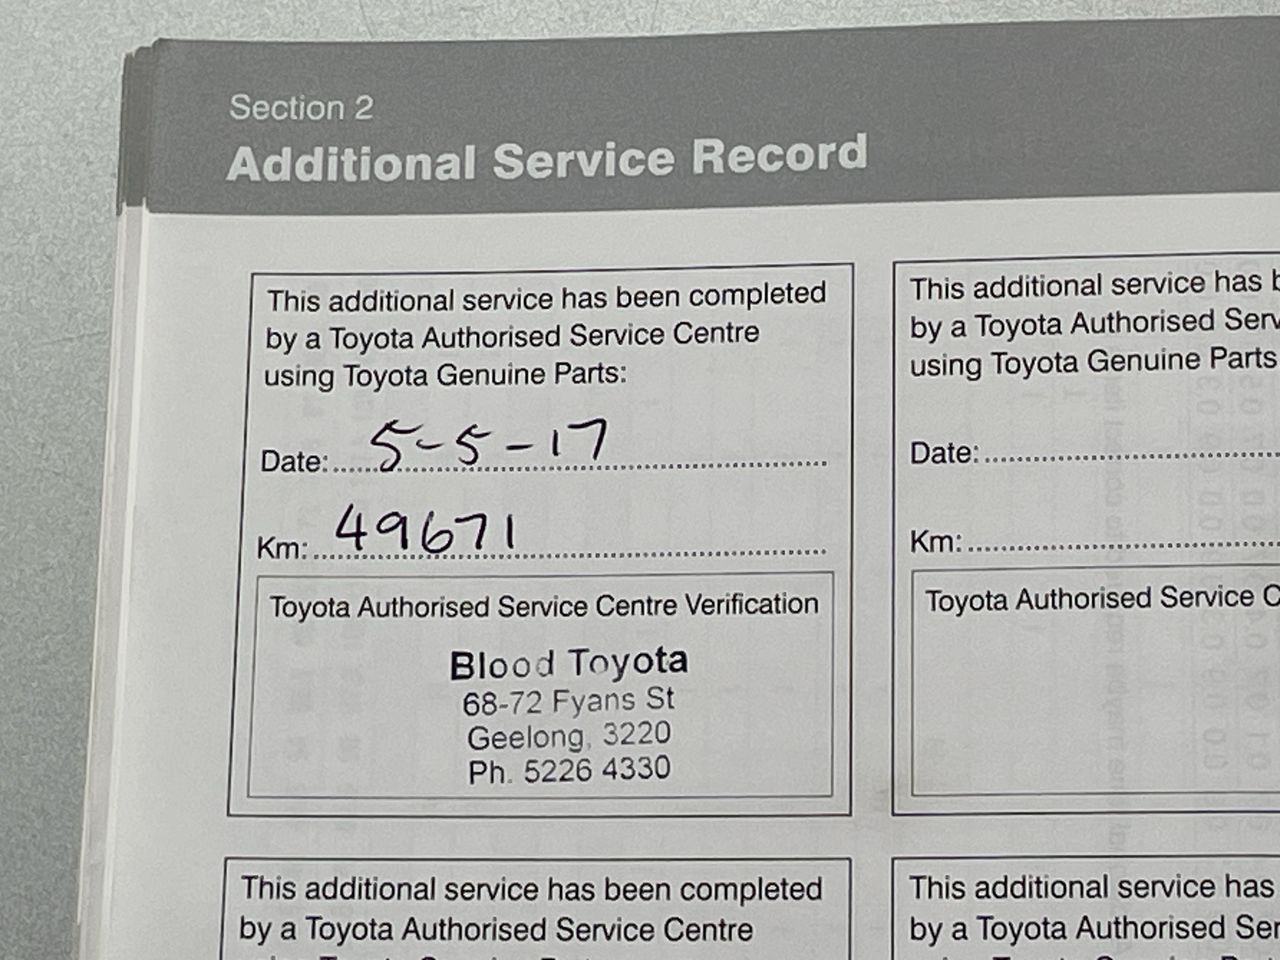 Section 2
Additional Service Record
This additional service has been completed
by a Toyota Authorised Service Centre
using Toyota Genuine Parts:
Date: 5-5-17
Km: 49671
Toyota Authorised Service Centre Verification
Blood Toyota
68-72 Fyans St
Geelong, 3220
Ph. 5226 4330
This additional service has
by a Toyota Authorised
using Toyota Genuine Parts
Date:
Km:
Toyota Authorised Service
This additional service has been completed
by a Toyota Authorised Service Centre
This additional service has
by a Toyota Authorised